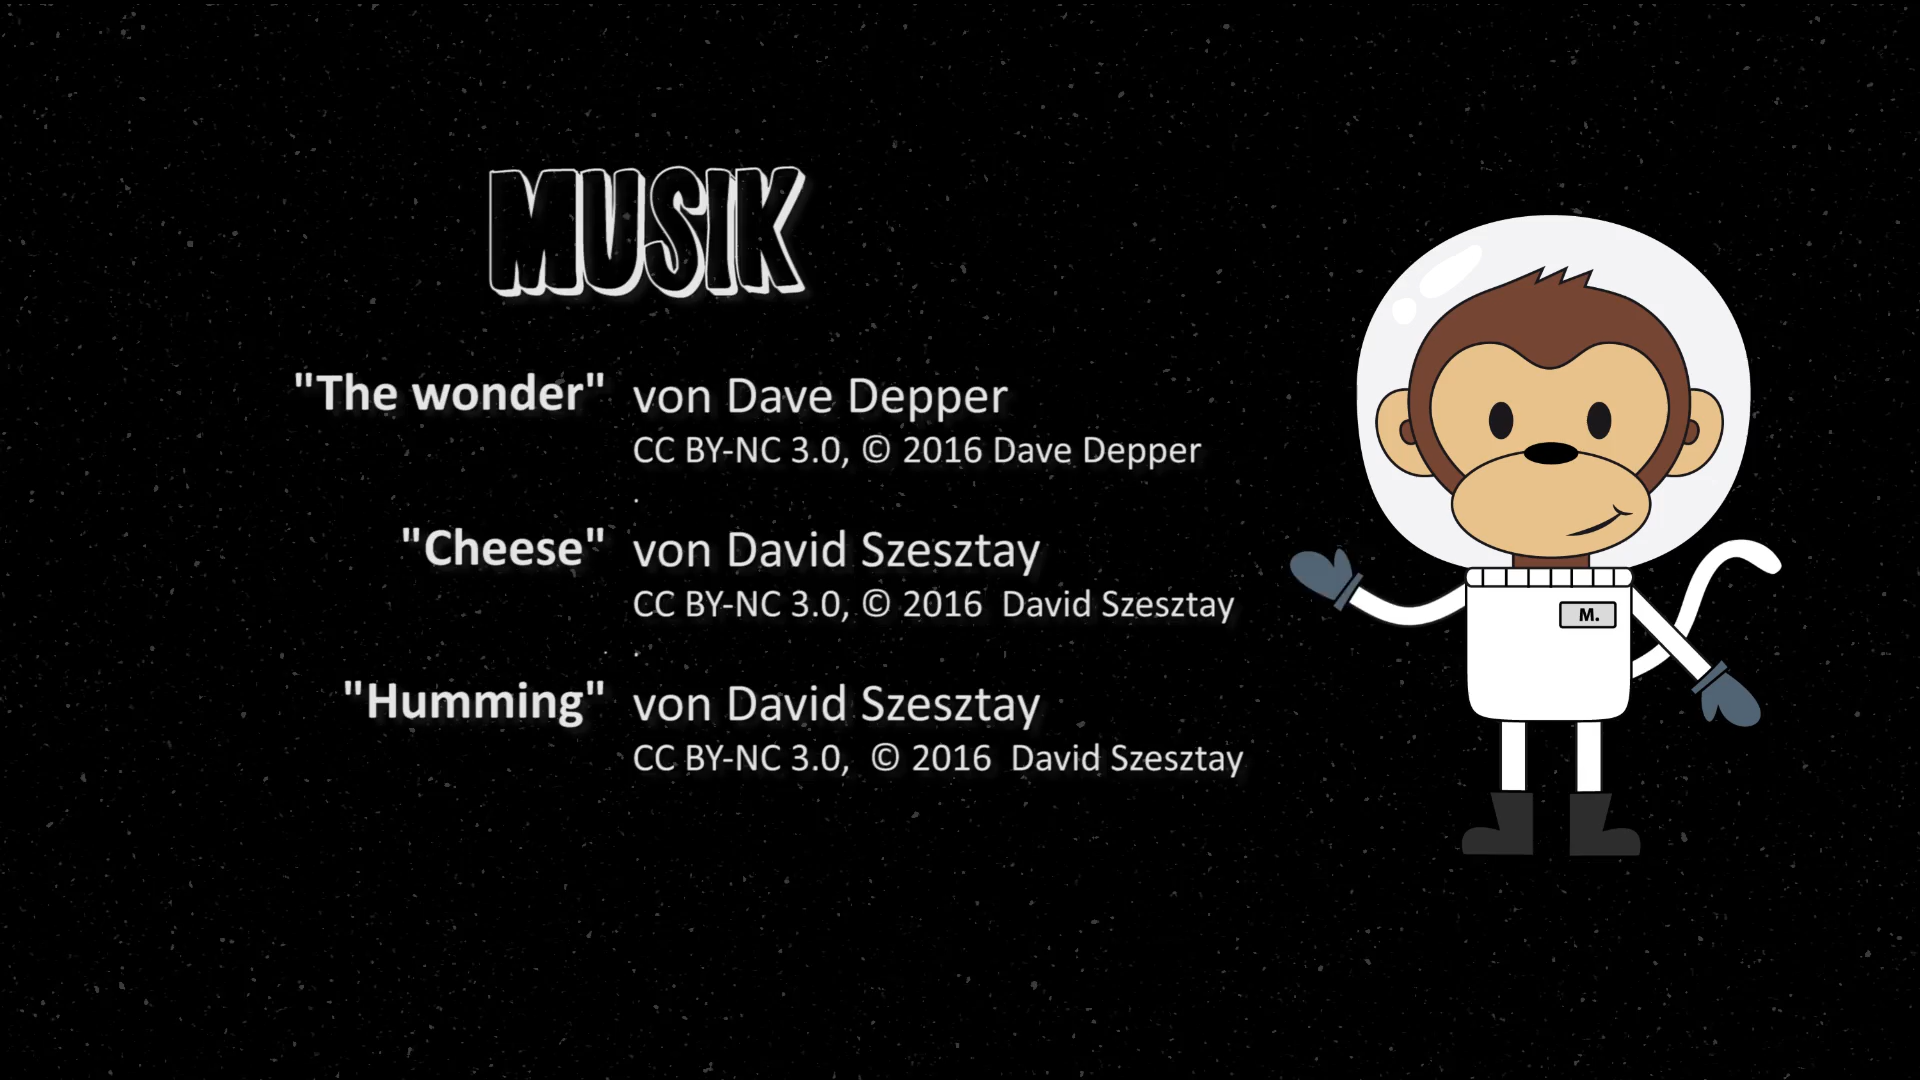 MUSIK
"The wonder" von Dave Depper
CC BY-NC 3.0, © 2016 Dave Depper
.
"Cheese" von David Szesztay
CC BY-NC 3.0, © 2016 David Szesztay
.
"Humming" von David Szesztay
CC BY-NC 3.0, © 2016 David Szesztay
M.